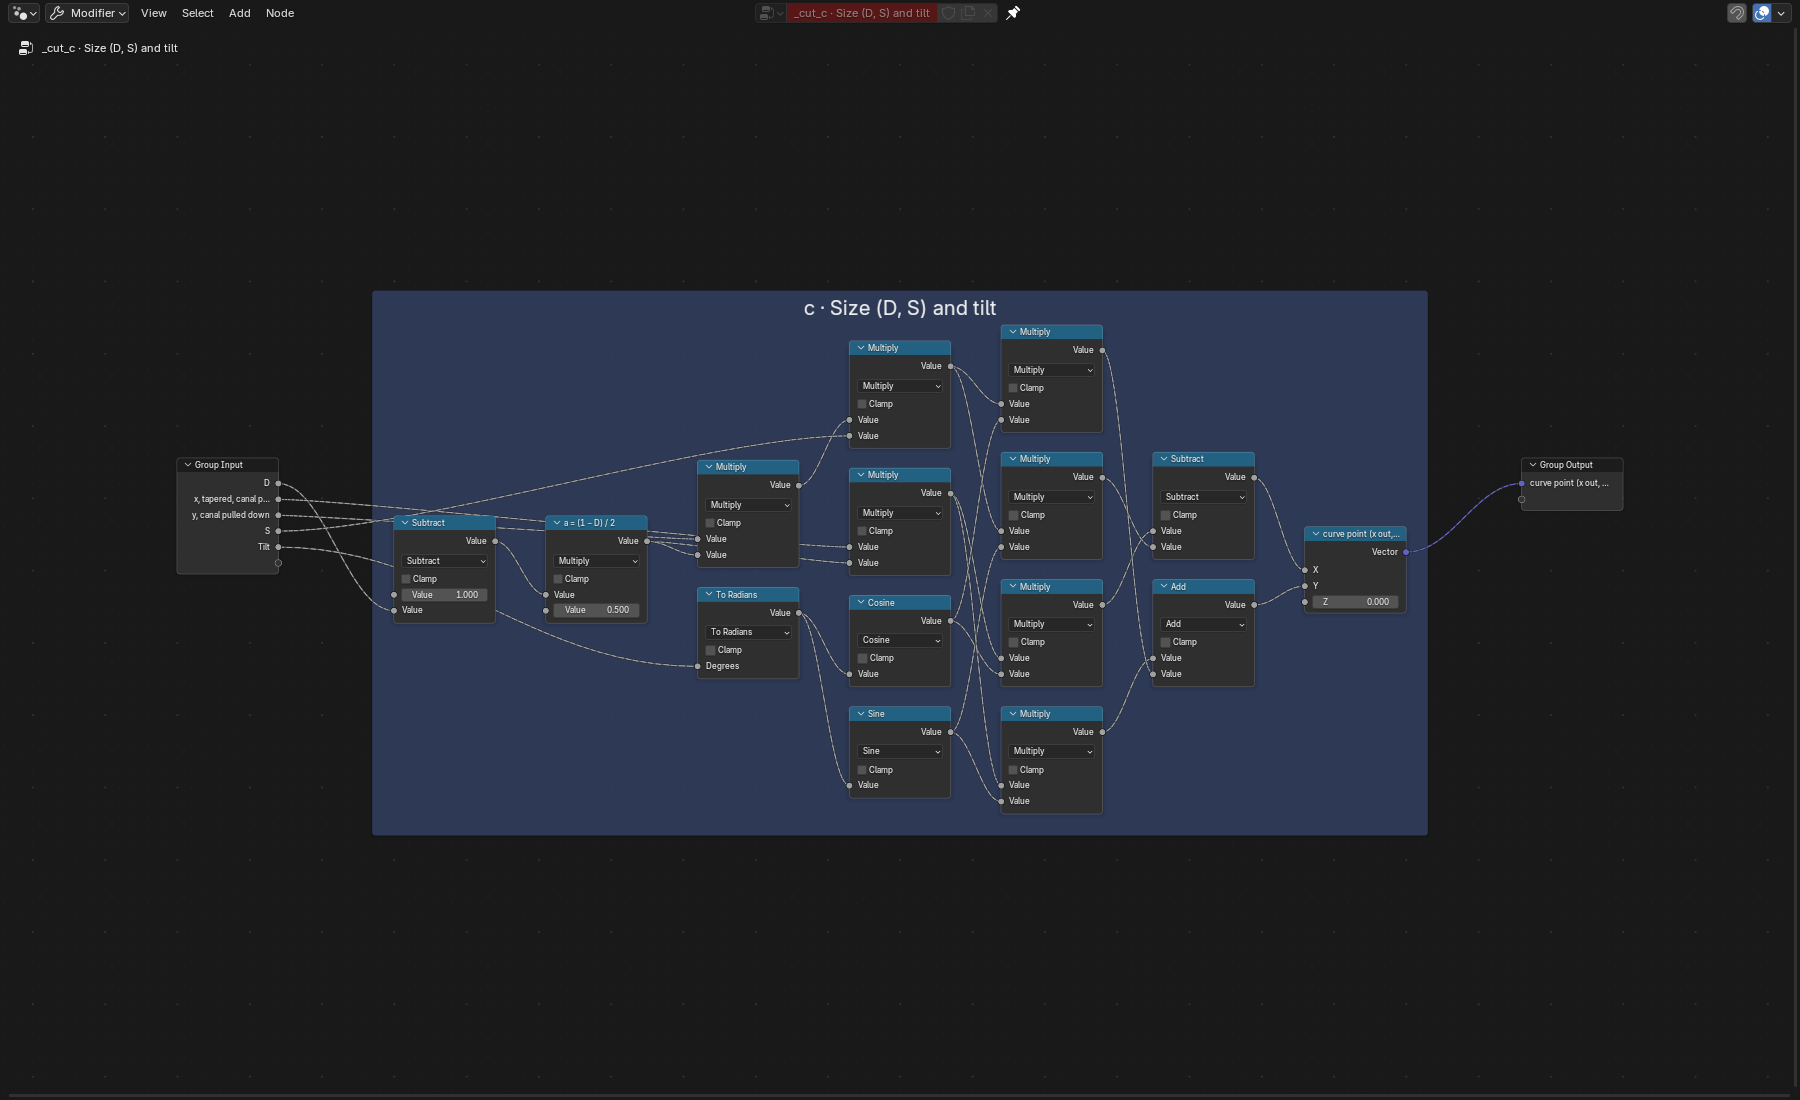 Modifier View Select Add Node
_cut_c · Size (D, S) and tilt
_cut_c · Size (D, S) and tilt
c · Size (D, S) and tilt
Group Input
D
x, tapered, canal p...
y, canal pulled down
S
Tilt
Subtract
Value
Subtract
Clamp
Value 1.000
Value
a = (1 − D) / 2
Value
Multiply
Clamp
Value
Value 0.500
Multiply
Value
Multiply
Clamp
Value
Value
To Radians
Value
To Radians
Clamp
Degrees
Multiply
Value
Multiply
Clamp
Value
Value
Multiply
Value
Multiply
Clamp
Value
Value
Cosine
Value
Cosine
Clamp
Value
Sine
Value
Sine
Clamp
Value
Multiply
Value
Multiply
Clamp
Value
Value
Multiply
Value
Multiply
Clamp
Value
Value
Multiply
Value
Multiply
Clamp
Value
Value
Multiply
Value
Multiply
Clamp
Value
Value
Subtract
Value
Subtract
Clamp
Value
Value
Add
Value
Add
Clamp
Value
Value
curve point (x out,...
Vector
X
Y
Z 0.000
Group Output
curve point (x out, ...